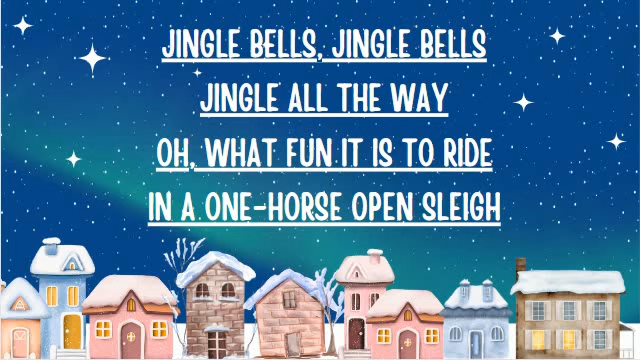 JINGLE BELLS, JINGLE BELLS
JINGLE ALL THE WAY
OH, WHAT FUN IT IS TO RIDE
IN A ONE-HORSE OPEN SLEIGH